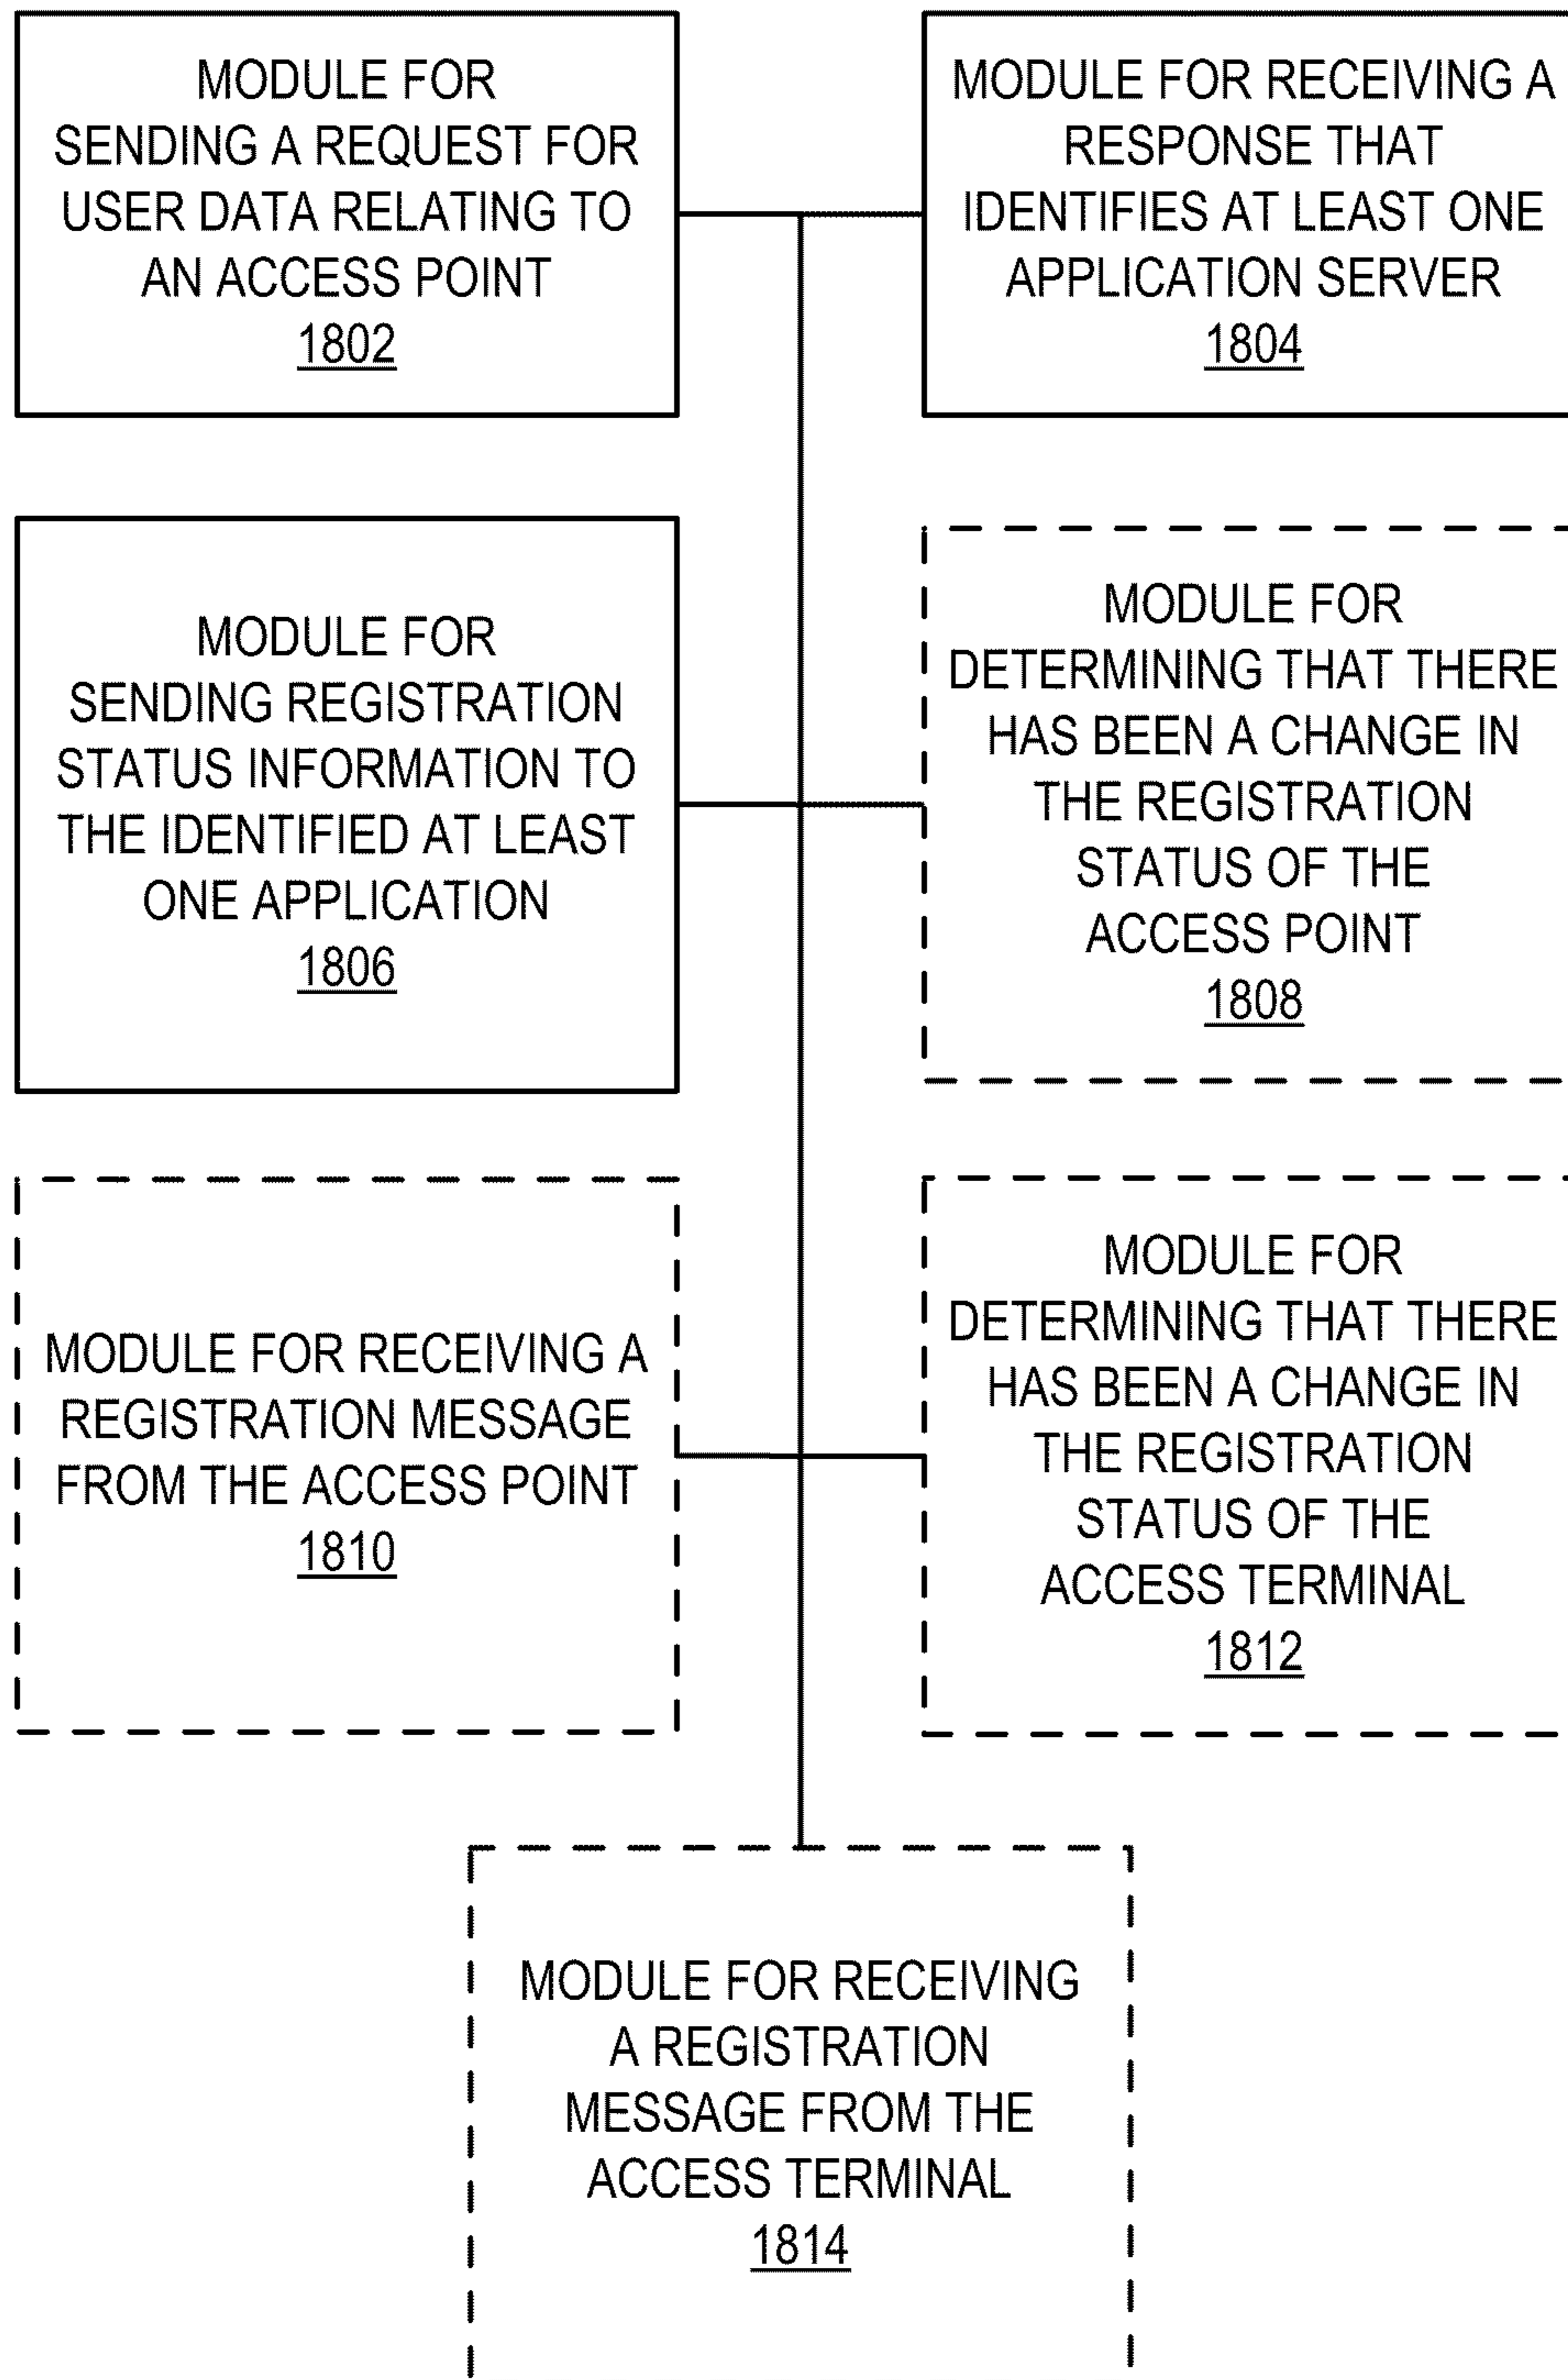 MODULE FOR
SENDING A REQUEST FOR
USER DATA RELATING TO
AN ACCESS POINT
1802
MODULE FOR RECEIVING A
RESPONSE THAT
IDENTIFIES AT LEAST ONE
APPLICATION SERVER
1804
MODULE FOR
SENDING REGISTRATION
STATUS INFORMATION TO
THE IDENTIFIED AT LEAST
ONE APPLICATION
1806
MODULE FOR
DETERMINING THAT THERE
HAS BEEN A CHANGE IN
THE REGISTRATION
STATUS OF THE
ACCESS POINT
1808
MODULE FOR RECEIVING A
REGISTRATION MESSAGE
FROM THE ACCESS POINT
1810
MODULE FOR
DETERMINING THAT THERE
HAS BEEN A CHANGE IN
THE REGISTRATION
STATUS OF THE
ACCESS TERMINAL
1812
MODULE FOR RECEIVING
A REGISTRATION
MESSAGE FROM THE
ACCESS TERMINAL
1814